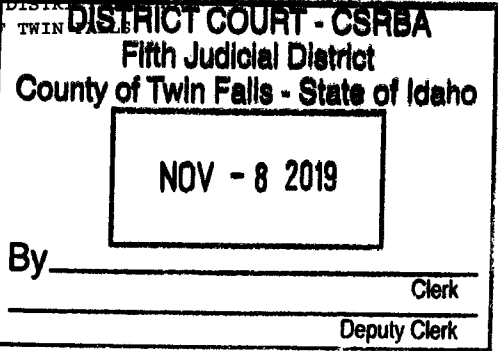 DISTRICT COURT - CSRBA
TWIN
Fifth Judicial District
County of Twin Falls - State of Idaho
NOV - 8 2019
By
Clerk
Deputy Clerk